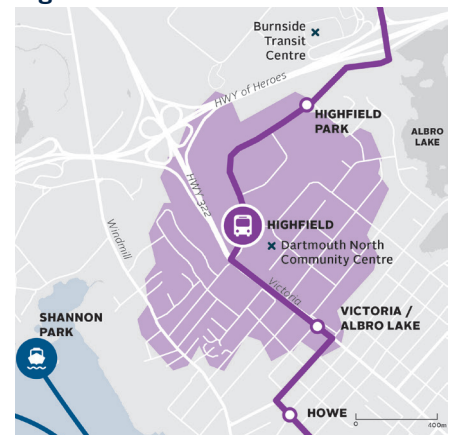 Burnside
Transit
Centre
HWY of Heroes
HIGHFIELD
PARK
ALBRO
LAKE
HWY 322
HIGHFIELD
Dartmouth North
Community Centre
Windmill
Victoria
SHANNON
PARK
VICTORIA /
ALBRO LAKE
HOWE
0 400m